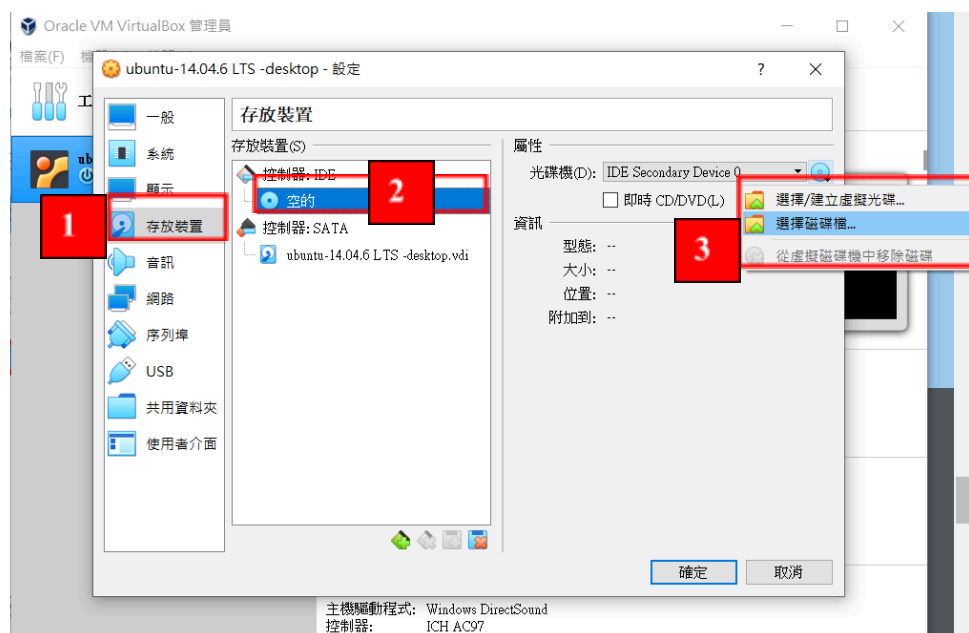 Oracle VM VirtualBox 管理員
檔案(F)
ubuntu-14.04.6 LTS -desktop - 設定
?
工
ub
一般
系統
顯示
存放裝置
音訊
網路
序列埠
USB
共用資料夾
使用者介面
1
存放裝置
存放裝置(S)
控制器: IDE
空的
2
控制器: SATA
ubuntu-14.04.6 LTS -desktop.vdi
屬性
光碟機(D): IDE Secondary Device 0
即時 CD/DVD(L)
資訊
型態: --
大小: --
位置: --
附加到: --
3
選擇/建立虛擬光碟...
選擇磁碟檔...
從虛擬磁碟機中移除磁碟
確定
取消
主機驅動程式: Windows DirectSound
控制器: ICH AC97